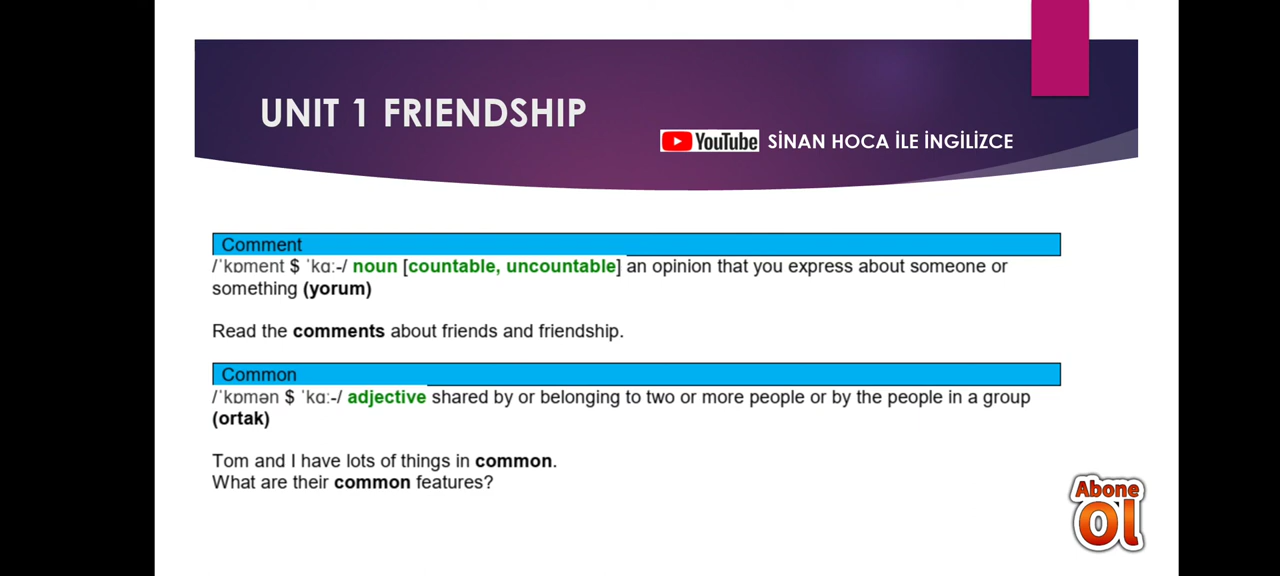 UNIT 1 FRIENDSHIP
YouTube SİNAN HOCA İLE İNGİLİZCE
Comment
/ˈkɒment $ ˈkɑː-/ noun [countable, uncountable] an opinion that you express about someone or
something (yorum)
Read the comments about friends and friendship.
Common
/ˈkɒmən $ ˈkɑː-/ adjective shared by or belonging to two or more people or by the people in a group
(ortak)
Tom and I have lots of things in common.
What are their common features?
Abone
Ol